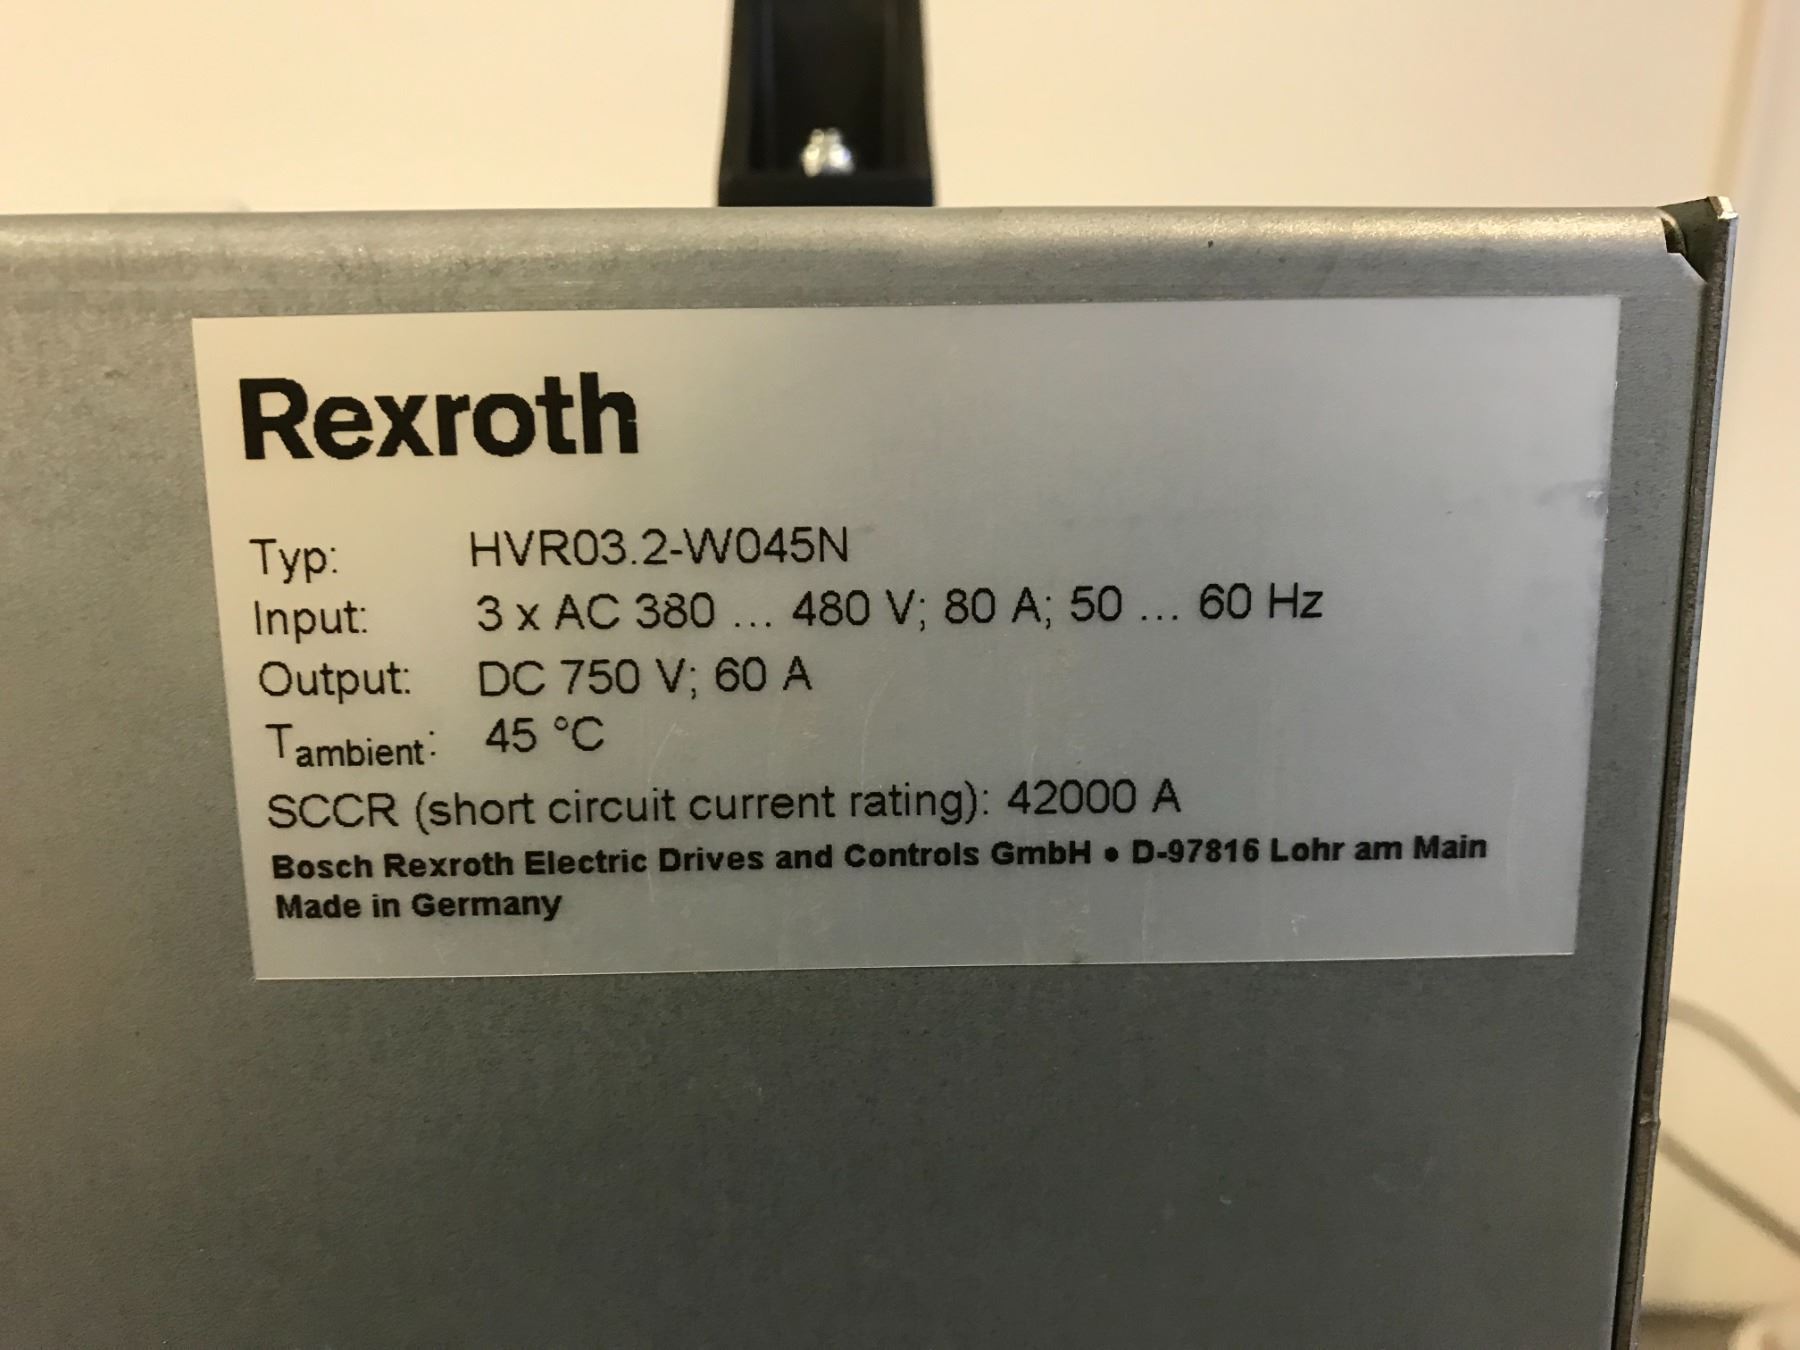 Rexroth
Typ: HVR03.2-W045N
Input: 3 x AC 380 ... 480 V; 80 A; 50 ... 60 Hz
Output: DC 750 V; 60 A
Tambient: 45 °C
SCCR (short circuit current rating): 42000 A
Bosch Rexroth Electric Drives and Controls GmbH • D-97816 Lohr am Main
Made in Germany